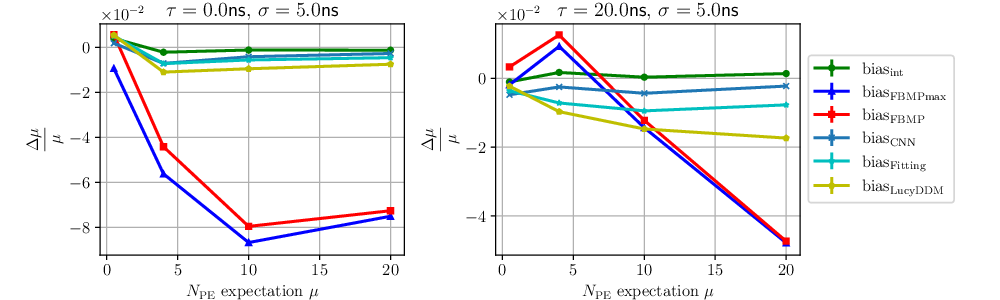 ×10⁻² τ = 0.0ns, σ = 5.0ns
0
−2
−4
−6
−8
Δμ
μ
0 5 10 15 20
N_PE expectation μ
×10⁻² τ = 20.0ns, σ = 5.0ns
0
−2
−4
Δμ
μ
0 5 10 15 20
N_PE expectation μ
bias_int
bias_FBMPmax
bias_FBMP
bias_CNN
bias_Fitting
bias_LucyDDM